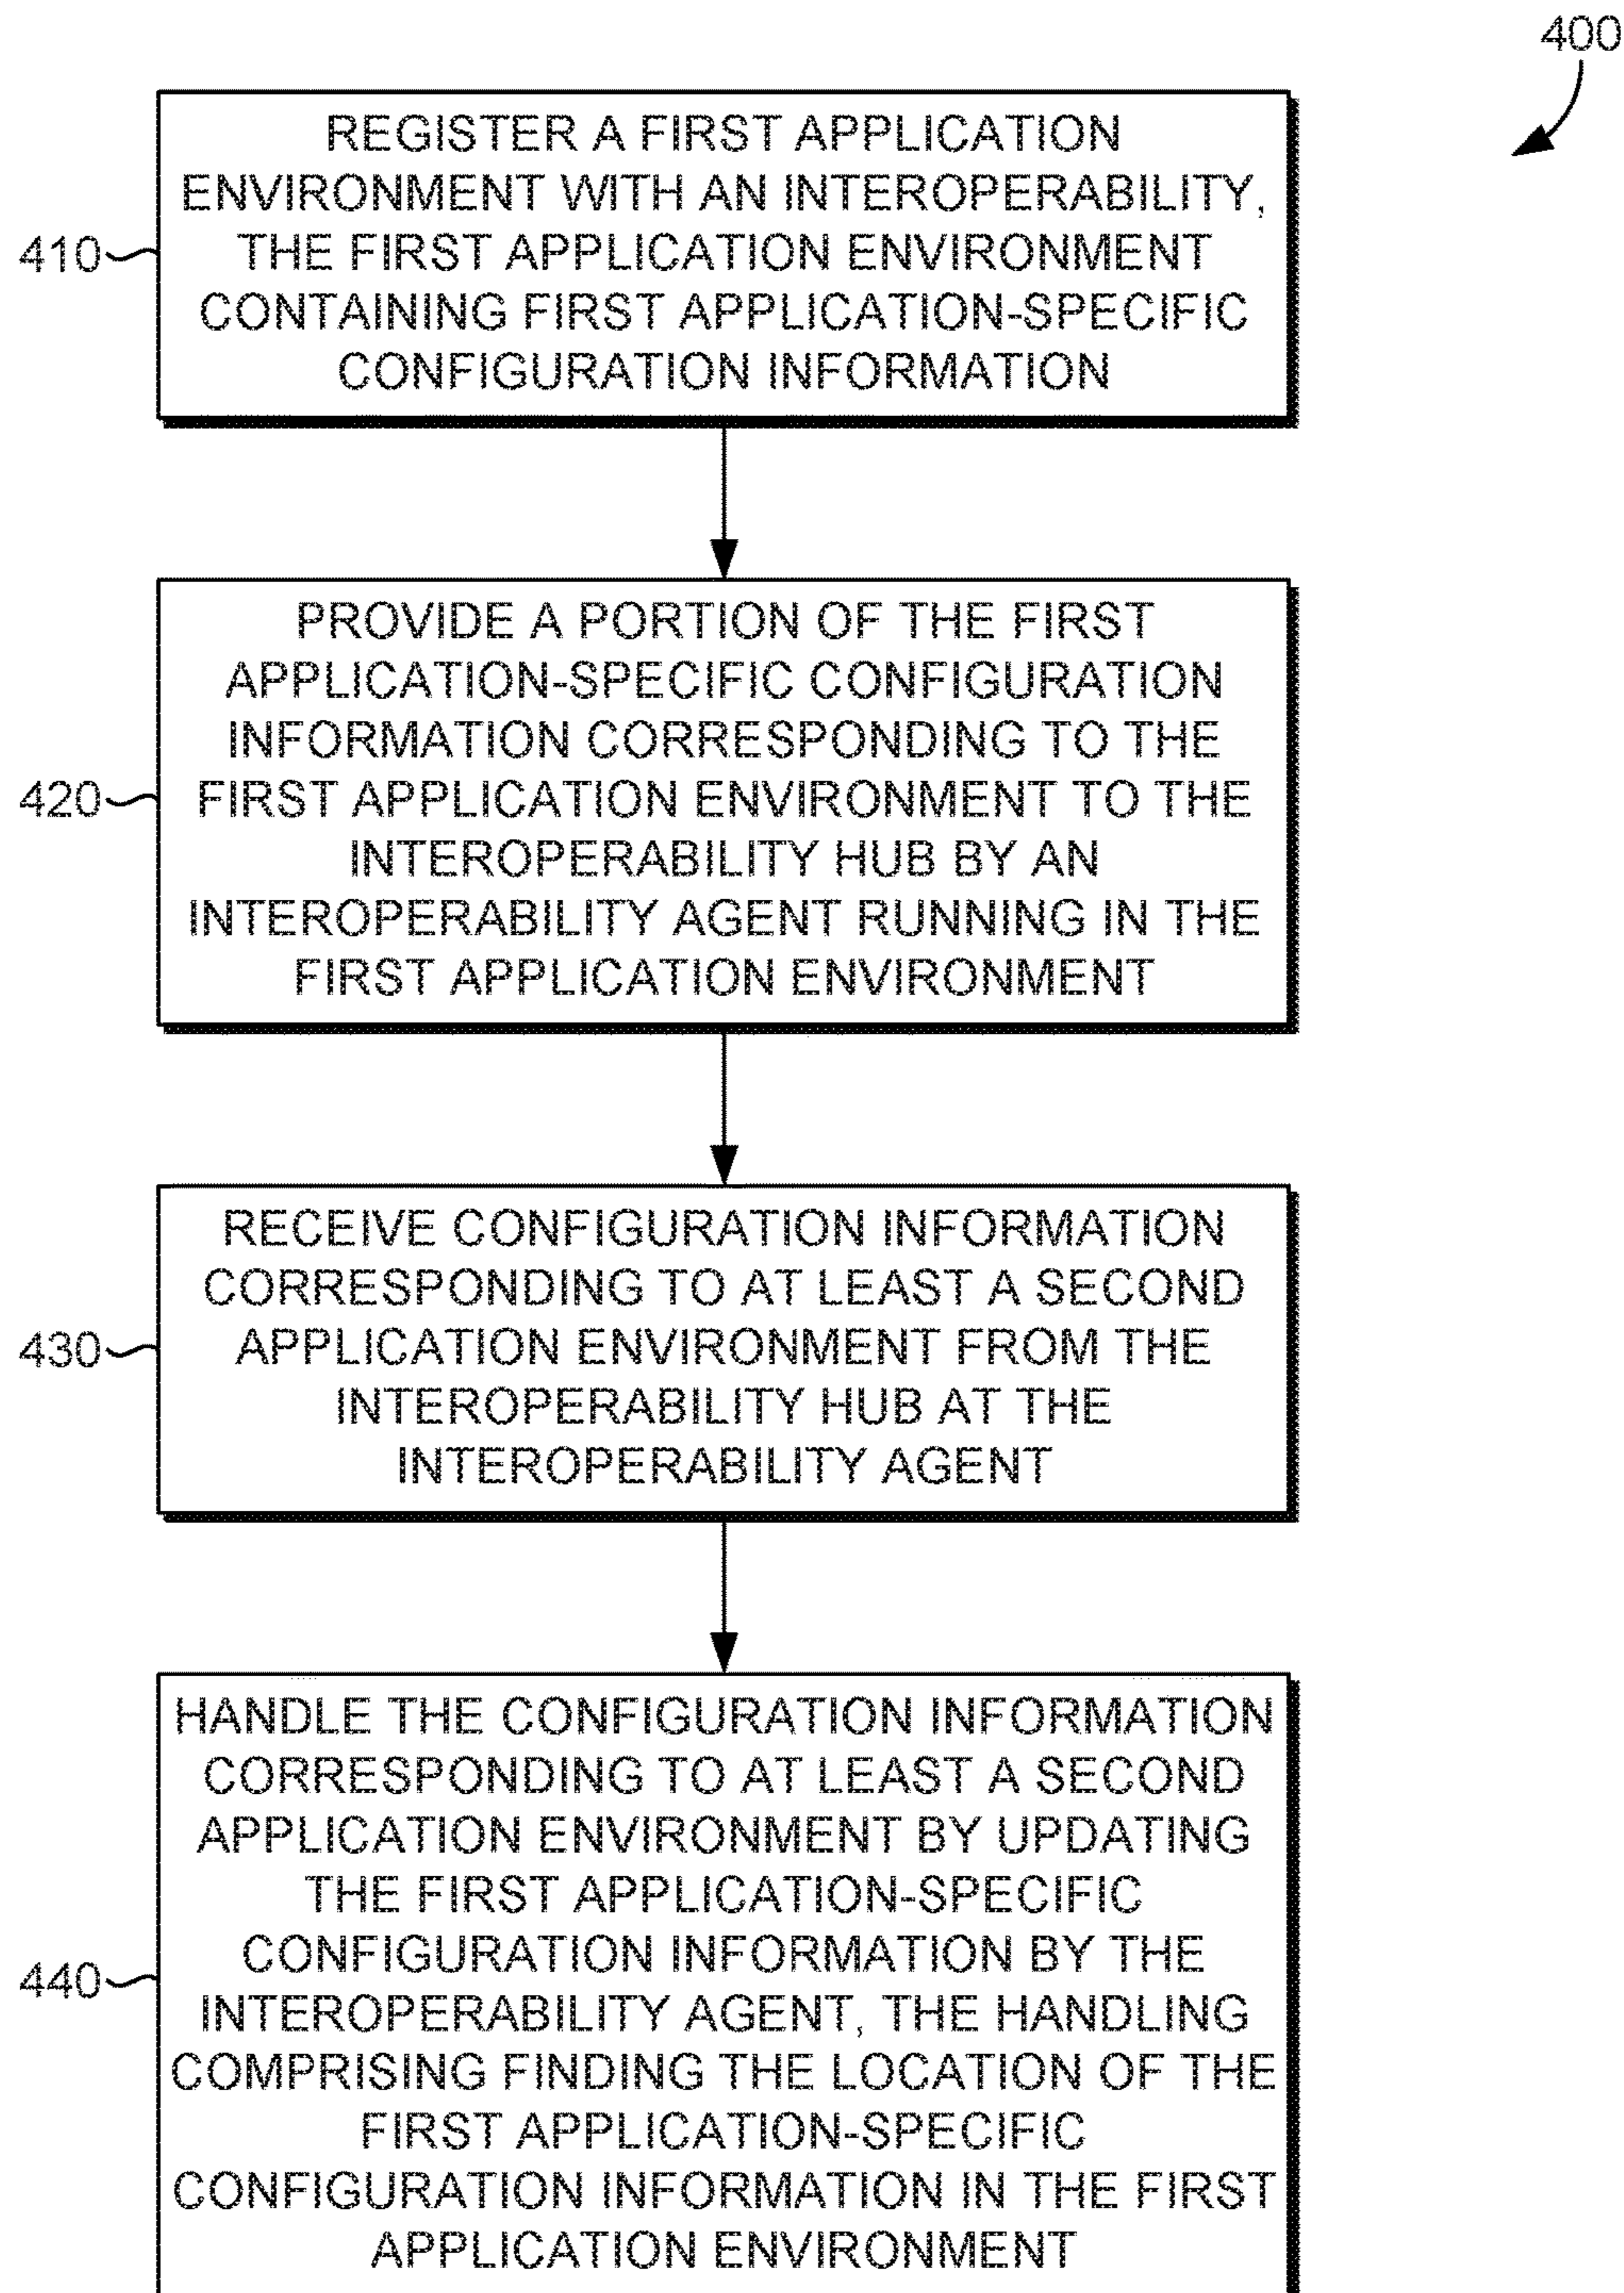 400
REGISTER A FIRST APPLICATION
ENVIRONMENT WITH AN INTEROPERABILITY,
THE FIRST APPLICATION ENVIRONMENT
CONTAINING FIRST APPLICATION-SPECIFIC
CONFIGURATION INFORMATION
410
PROVIDE A PORTION OF THE FIRST
APPLICATION-SPECIFIC CONFIGURATION
INFORMATION CORRESPONDING TO THE
FIRST APPLICATION ENVIRONMENT TO THE
INTEROPERABILITY HUB BY AN
INTEROPERABILITY AGENT RUNNING IN THE
FIRST APPLICATION ENVIRONMENT
420
RECEIVE CONFIGURATION INFORMATION
CORRESPONDING TO AT LEAST A SECOND
APPLICATION ENVIRONMENT FROM THE
INTEROPERABILITY HUB AT THE
INTEROPERABILITY AGENT
430
HANDLE THE CONFIGURATION INFORMATION
CORRESPONDING TO AT LEAST A SECOND
APPLICATION ENVIRONMENT BY UPDATING
THE FIRST APPLICATION-SPECIFIC
CONFIGURATION INFORMATION BY THE
INTEROPERABILITY AGENT, THE HANDLING
COMPRISING FINDING THE LOCATION OF THE
FIRST APPLICATION-SPECIFIC
CONFIGURATION INFORMATION IN THE FIRST
APPLICATION ENVIRONMENT
440